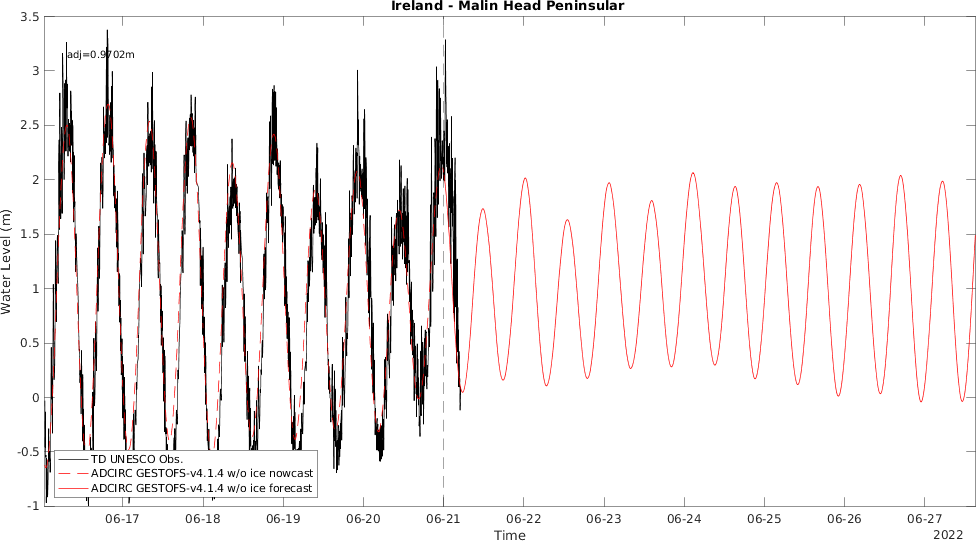 Ireland - Malin Head Peninsular
adj=0.9702m
3.5
3
2.5
2
1.5
1
0.5
0
-0.5
-1
Water Level (m)
TD UNESCO Obs.
ADCIRC GESTOFS-v4.1.4 w/o ice nowcast
ADCIRC GESTOFS-v4.1.4 w/o ice forecast
06-17 06-18 06-19 06-20 06-21 06-22 06-23 06-24 06-25 06-26 06-27
Time
2022